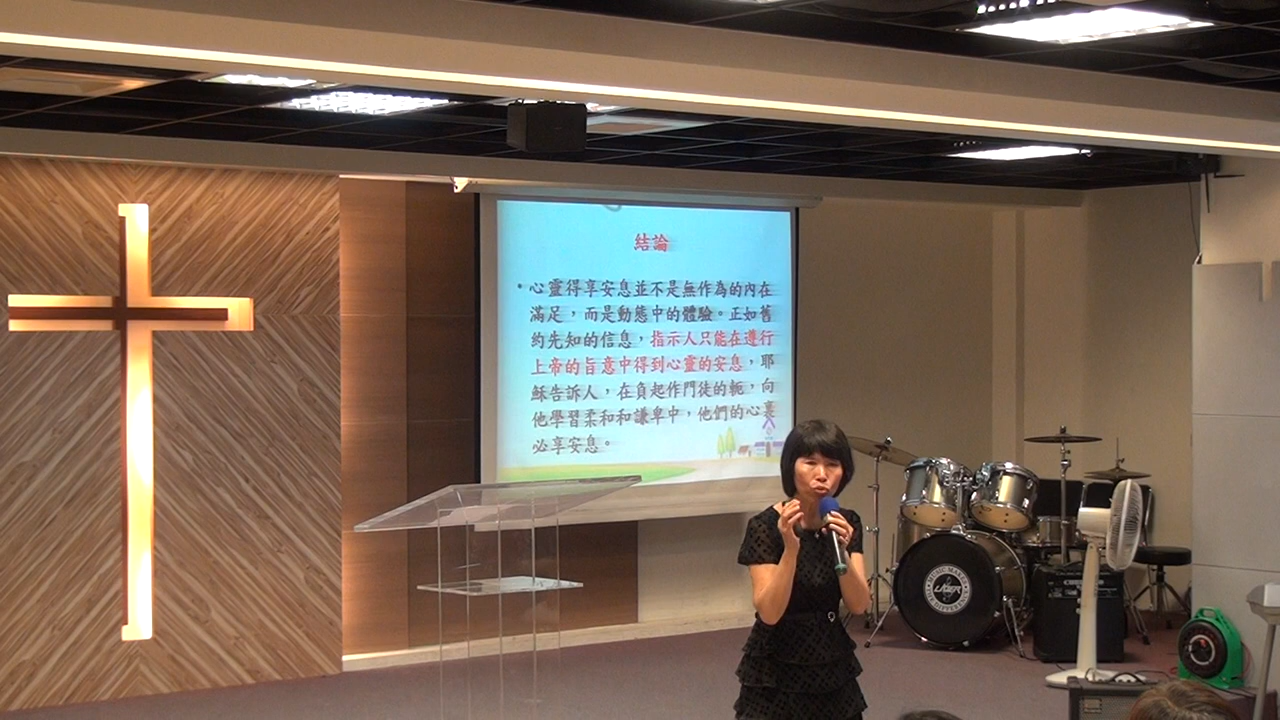 結論
• 心靈得享安息並不是無作為的內在
滿足，而是動態中的體驗。正如舊
約先知的信息，指示人只能在遵行
上帝的旨意中得到心靈的安息，耶
穌告訴人，在負起作門徒的軛，向
他學習柔和和謙卑中，他們的心裏
必享安息。
MUSIC MAKE
LAZER
DIFFERENT